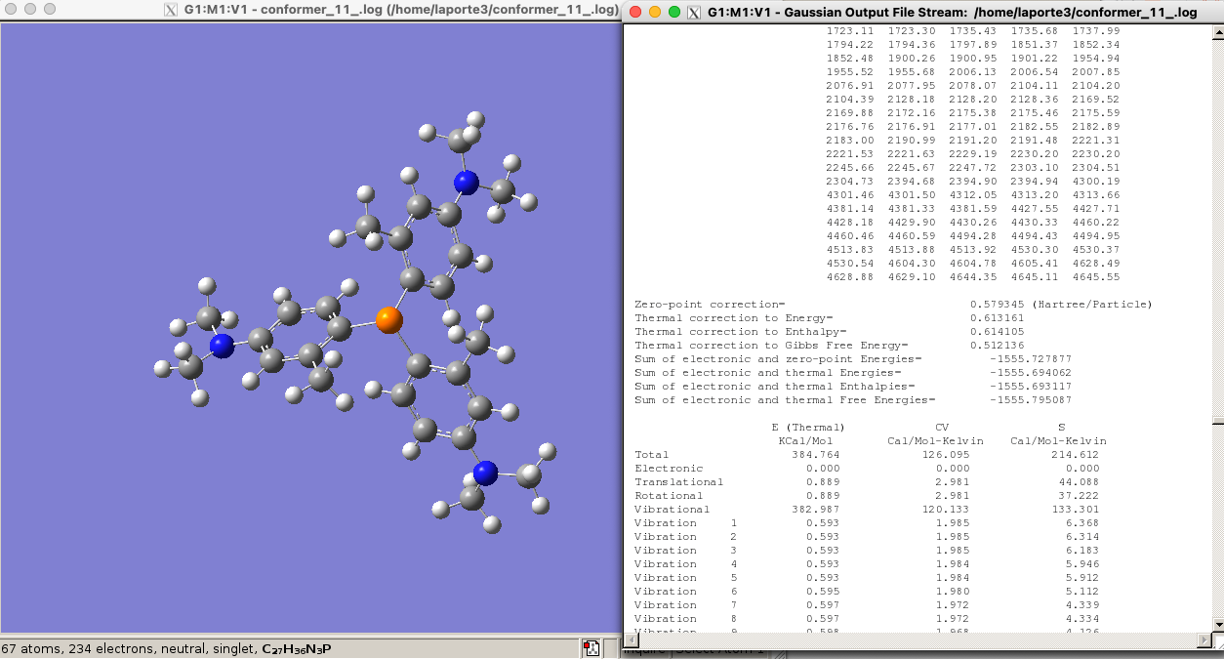 G1:M1:V1 - conformer_11_.log (/home/laporte3/conformer_11_.log)
G1:M1:V1 - Gaussian Output File Stream: /home/laporte3/conformer_11_.log
1723.11 1723.30 1735.43 1735.68 1737.99
1794.22 1794.36 1797.89 1851.37 1852.34
1852.48 1900.26 1900.95 1901.22 1954.94
1955.52 1955.68 2006.13 2006.54 2007.85
2076.91 2077.95 2078.07 2104.11 2104.20
2104.39 2128.18 2128.20 2128.36 2169.52
2169.88 2172.16 2175.38 2175.46 2175.59
2176.76 2176.91 2177.01 2182.55 2182.89
2183.00 2190.99 2191.20 2191.48 2221.31
2221.53 2221.63 2229.19 2230.20 2230.20
2245.66 2245.67 2247.72 2303.10 2304.51
2304.73 2394.68 2394.90 2394.94 4300.19
4301.46 4301.50 4312.05 4313.20 4313.66
4381.14 4381.33 4381.59 4427.55 4427.71
4428.18 4429.90 4430.26 4430.33 4460.22
4460.46 4460.59 4494.28 4494.43 4494.95
4513.83 4513.88 4513.92 4530.30 4530.37
4530.54 4604.30 4604.78 4605.41 4628.49
4628.88 4629.10 4644.35 4645.11 4645.55
Zero-point correction= 0.579345 (Hartree/Particle)
Thermal correction to Energy= 0.613161
Thermal correction to Enthalpy= 0.614105
Thermal correction to Gibbs Free Energy= 0.512136
Sum of electronic and zero-point Energies= -1555.727877
Sum of electronic and thermal Energies= -1555.694062
Sum of electronic and thermal Enthalpies= -1555.693117
Sum of electronic and thermal Free Energies= -1555.795087
E (Thermal) CV S
KCal/Mol Cal/Mol-Kelvin Cal/Mol-Kelvin
Total 384.764 126.095 214.612
Electronic 0.000 0.000 0.000
Translational 0.889 2.981 44.088
Rotational 0.889 2.981 37.222
Vibrational 382.987 120.133 133.301
Vibration 1 0.593 1.985 6.368
Vibration 2 0.593 1.985 6.314
Vibration 3 0.593 1.985 6.183
Vibration 4 0.593 1.984 5.946
Vibration 5 0.593 1.984 5.912
Vibration 6 0.595 1.980 5.112
Vibration 7 0.597 1.972 4.339
Vibration 8 0.597 1.972 4.334
Vibration 9 0.598 1.968 4.126
67 atoms, 234 electrons, neutral, singlet, C₂₇H₃₆N₃P
Inquire Select Atom 1